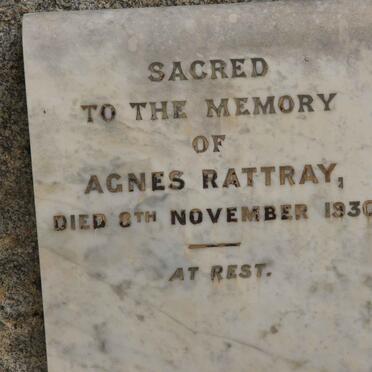 SACRED
TO THE MEMORY
OF
AGNES RATTRAY,
DIED 8TH NOVEMBER 1930
AT REST.